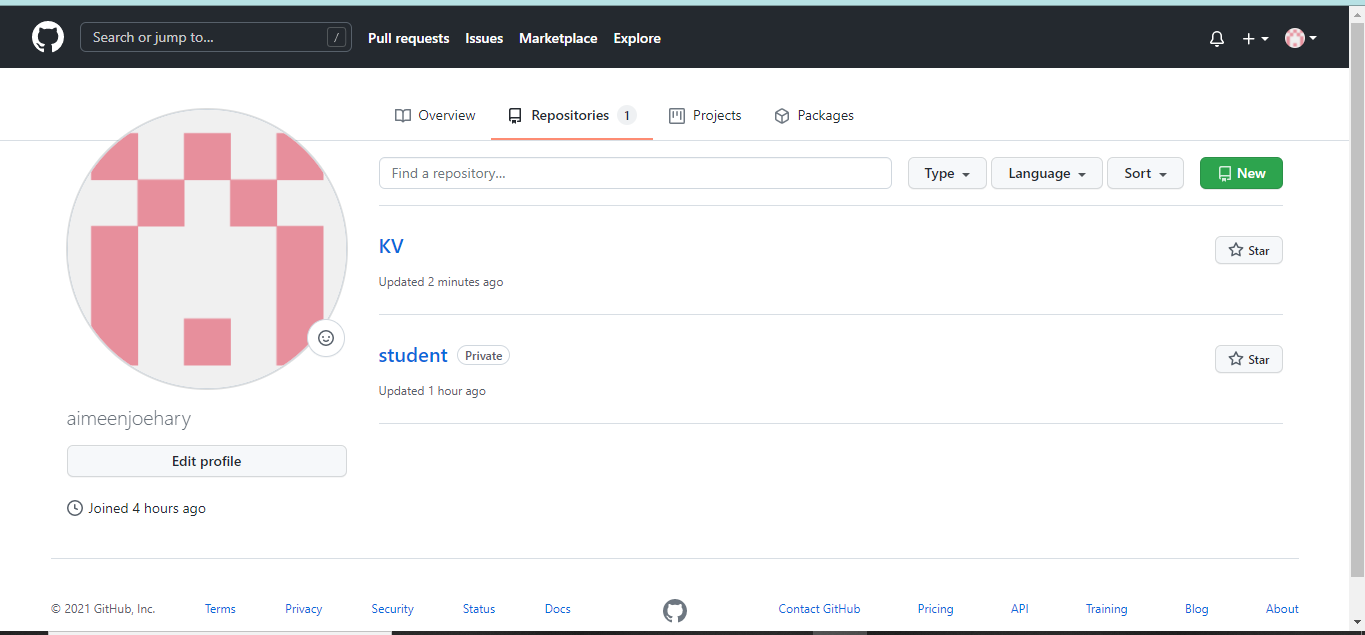 Search or jump to... /
Pull requests Issues Marketplace Explore
Overview Repositories 1 Projects Packages
Find a repository... Type Language Sort New
KV Star
Updated 2 minutes ago
student Private Star
Updated 1 hour ago
aimeenjoehary
Edit profile
Joined 4 hours ago
© 2021 GitHub, Inc. Terms Privacy Security Status Docs Contact GitHub Pricing API Training Blog About